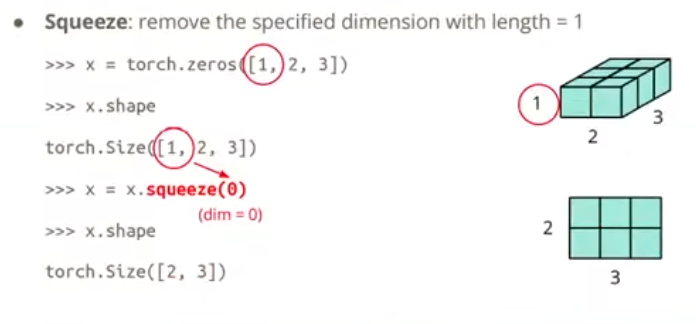 • Squeeze: remove the specified dimension with length = 1
>>> x = torch.zeros([1, 2, 3])
>>> x.shape
torch.Size([1, 2, 3])
>>> x = x.squeeze(0)
(dim = 0)
>>> x.shape
torch.Size([2, 3])
1
2
3
2
3